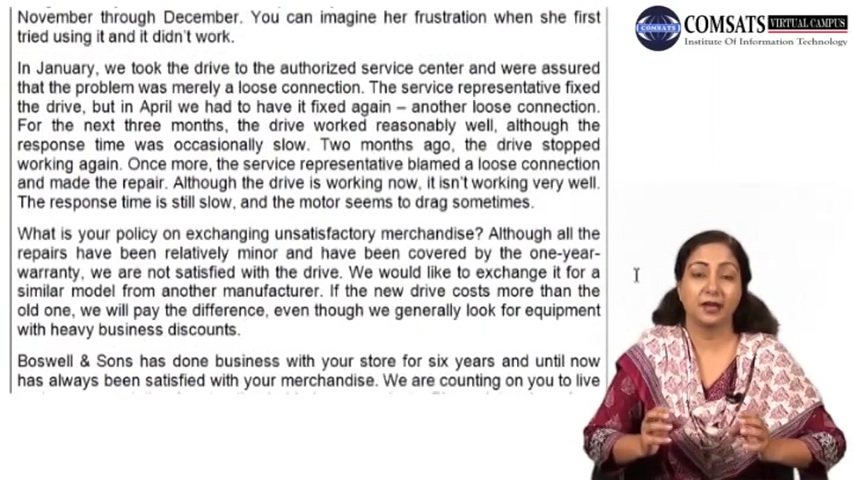 November through December. You can imagine her frustration when she first
tried using it and it didn't work.
In January, we took the drive to the authorized service center and were assured
that the problem was merely a loose connection. The service representative fixed
the drive, but in April we had to have it fixed again – another loose connection.
For the next three months, the drive worked reasonably well, although the
response time was occasionally slow. Two months ago, the drive stopped
working again. Once more, the service representative blamed a loose connection
and made the repair. Although the drive is working now, it isn't working very well.
The response time is still slow, and the motor seems to drag sometimes.
What is your policy on exchanging unsatisfactory merchandise? Although all the
repairs have been relatively minor and have been covered by the one-year-
warranty, we are not satisfied with the drive. We would like to exchange it for a
similar model from another manufacturer. If the new drive costs more than the
old one, we will pay the difference, even though we generally look for equipment
with heavy business discounts.
Boswell & Sons has done business with your store for six years and until now
has always been satisfied with your merchandise. We are counting on you to live
COMSATS VIRTUAL CAMPUS
Institute Of Information Technology